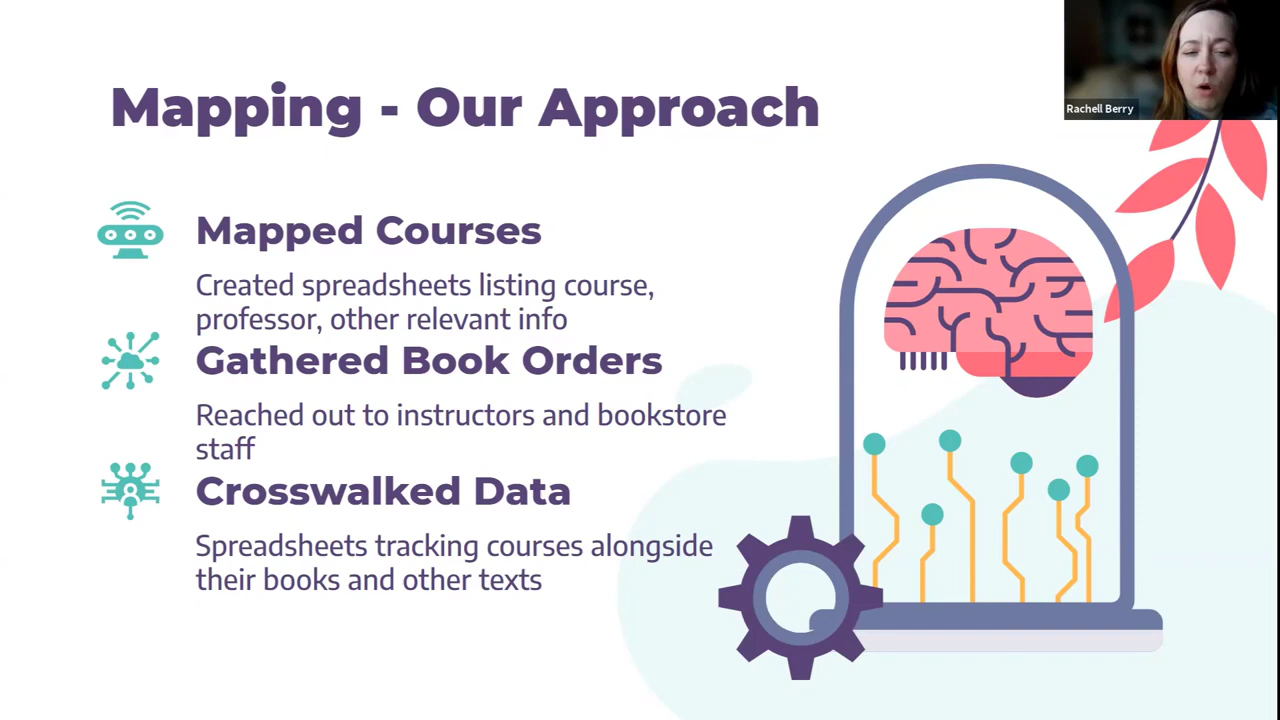 Mapping - Our Approach
Rachell Berry
Mapped Courses
Created spreadsheets listing course,
professor, other relevant info
Gathered Book Orders
Reached out to instructors and bookstore
staff
Crosswalked Data
Spreadsheets tracking courses alongside
their books and other texts